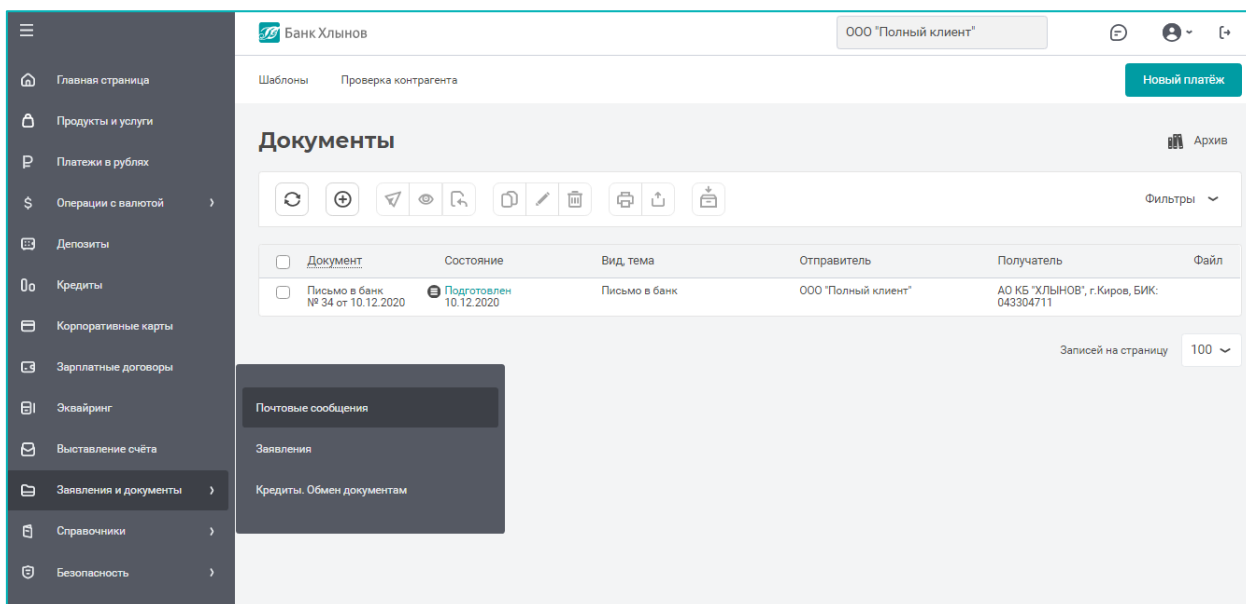 Банк Хлынов
ООО "Полный клиент"
Главная страница
Продукты и услуги
Платежи в рублях
Операции с валютой
Депозиты
Кредиты
Корпоративные карты
Зарплатные договоры
Эквайринг
Выставление счёта
Заявления и документы
Справочники
Безопасность
Шаблоны Проверка контрагента Новый платёж
Документы Архив
Фильтры
Документ Состояние Вид, тема Отправитель Получатель Файл
Письмо в банк Подготовлен Письмо в банк ООО "Полный клиент" АО КБ "ХЛЫНОВ", г.Киров, БИК:
№ 34 от 10.12.2020 10.12.2020 043304711
Записей на страницу 100
Почтовые сообщения
Заявления
Кредиты. Обмен документам